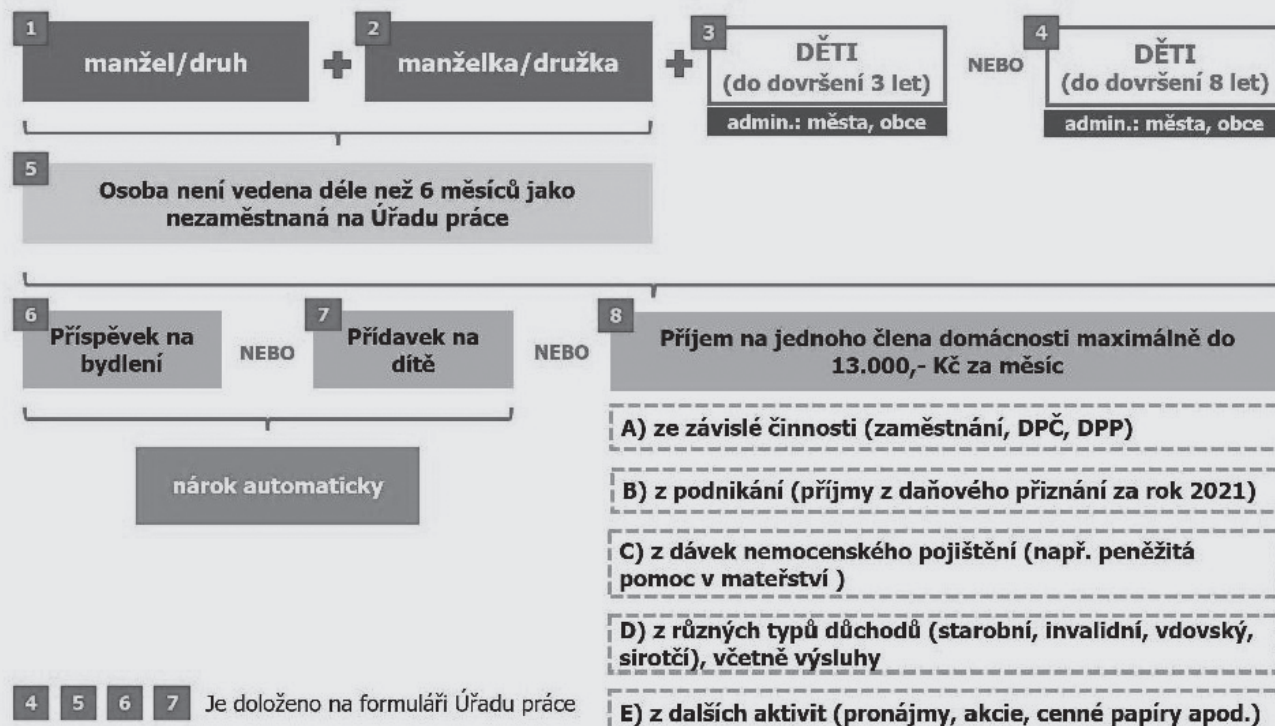 1
manžel/druh
+
2
manželka/družka
+
3
DĚTI
(do dovršení 3 let)
admin.: města, obce
NEBO
4
DĚTI
(do dovršení 8 let)
admin.: města, obce
5
Osoba není vedena déle než 6 měsíců jako
nezaměstnaná na Úřadu práce
6
Příspěvek na
bydlení
NEBO
7
Přídavek na
dítě
NEBO
8
Příjem na jednoho člena domácnosti maximálně do
13.000,- Kč za měsíc
nárok automaticky
A) ze závislé činnosti (zaměstnání, DPČ, DPP)
B) z podnikání (příjmy z daňového přiznání za rok 2021)
C) z dávek nemocenského pojištění (např. peněžitá
pomoc v mateřství )
D) z různých typů důchodů (starobní, invalidní, vdovský,
sirotčí), včetně výsluhy
E) z dalších aktivit (pronájmy, akcie, cenné papíry apod.)
4 5 6 7 Je doloženo na formuláři Úřadu práce